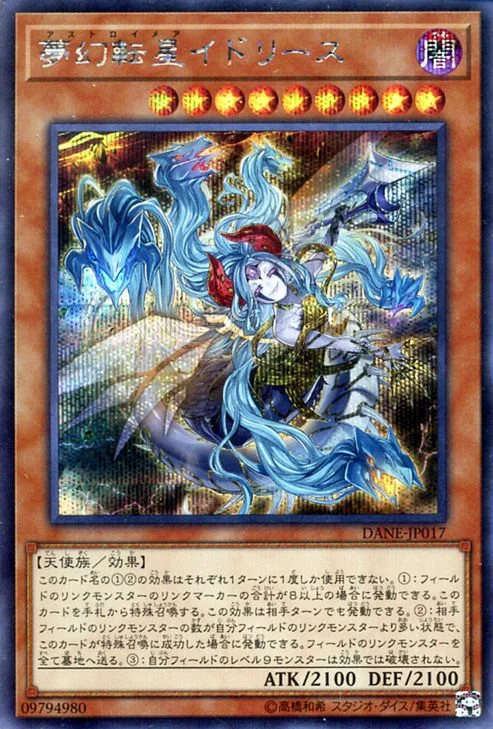 アストロイメア
夢幻転星イドリース
闇
DANE-JP017
【天使族／効果】
このカード名の①②の効果はそれぞれ1ターンに1度しか使用できない。①：フィール
ドのリンクモンスターのリンクマーカーの合計が8以上の場合に発動できる。このカ
ードを手札から特殊召喚する。この効果は相手ターンでも発動できる。②：相手
フィールドのリンクモンスターの数が自分フィールドのリンクモンスターより多い状態で、
このカードが特殊召喚に成功した場合に発動できる。フィールドのリンクモンスターを
全て墓地へ送る。③：自分フィールドのレベル9モンスターは効果では破壊されない。
ATK/2100 DEF/2100
09794980
©高橋和希 スタジオ・ダイス/集英社